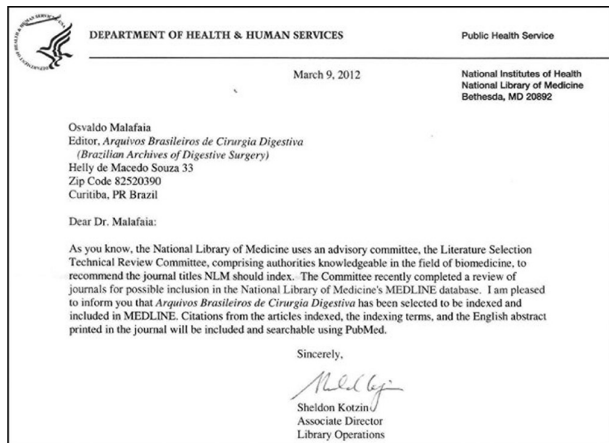 DEPARTMENT OF HEALTH & HUMAN SERVICES
Public Health Service
March 9, 2012
National Institutes of Health
National Library of Medicine
Bethesda, MD 20892
Osvaldo Malafaia
Editor, Arquivos Brasileiros de Cirurgia Digestiva
(Brazilian Archives of Digestive Surgery)
Helly de Macedo Souza 33
Zip Code 82520390
Curitiba, PR Brazil
Dear Dr. Malafaia:
As you know, the National Library of Medicine uses an advisory committee, the Literature Selection
Technical Review Committee, comprising authorities knowledgeable in the field of biomedicine, to
recommend the journal titles NLM should index. The Committee recently completed a review of
journals for possible inclusion in the National Library of Medicine's MEDLINE database. I am pleased
to inform you that Arquivos Brasileiros de Cirurgia Digestiva has been selected to be indexed and
included in MEDLINE. Citations from the articles indexed, the indexing terms, and the English abstract
printed in the journal will be included and searchable using PubMed.
Sincerely,
Sheldon Kotzin
Associate Director
Library Operations